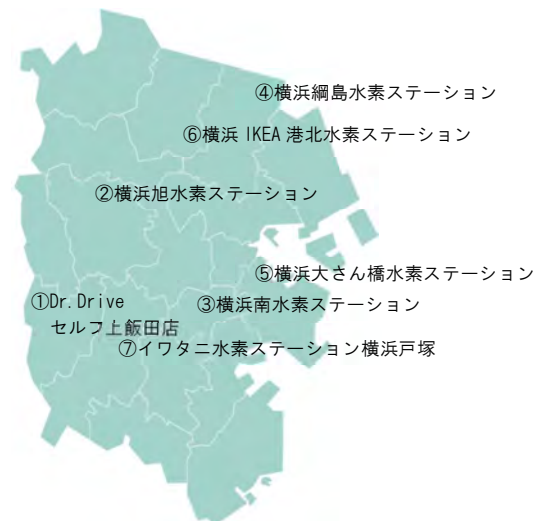 ④横浜綱島水素ステーション
⑥横浜 IKEA 港北水素ステーション
②横浜旭水素ステーション
⑤横浜大さん橋水素ステーション
①Dr.Drive
セルフ上飯田店
③横浜南水素ステーション
⑦イワタニ水素ステーション横浜戸塚